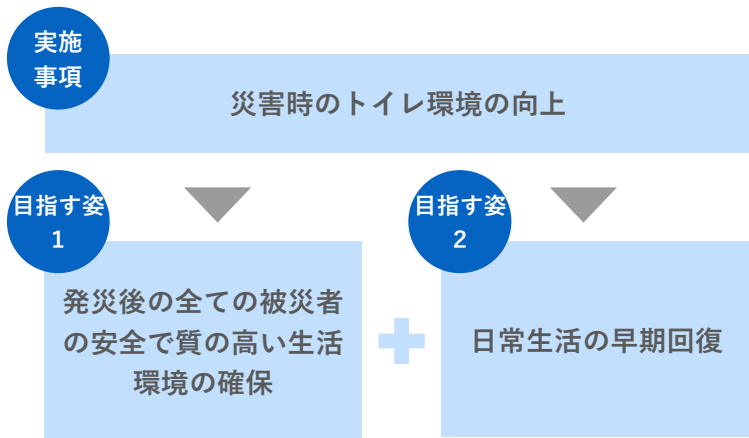 実施
事項
災害時のトイレ環境の向上
目指す姿
1
発災後の全ての被災者
の安全で質の高い生活
環境の確保
目指す姿
2
日常生活の早期回復